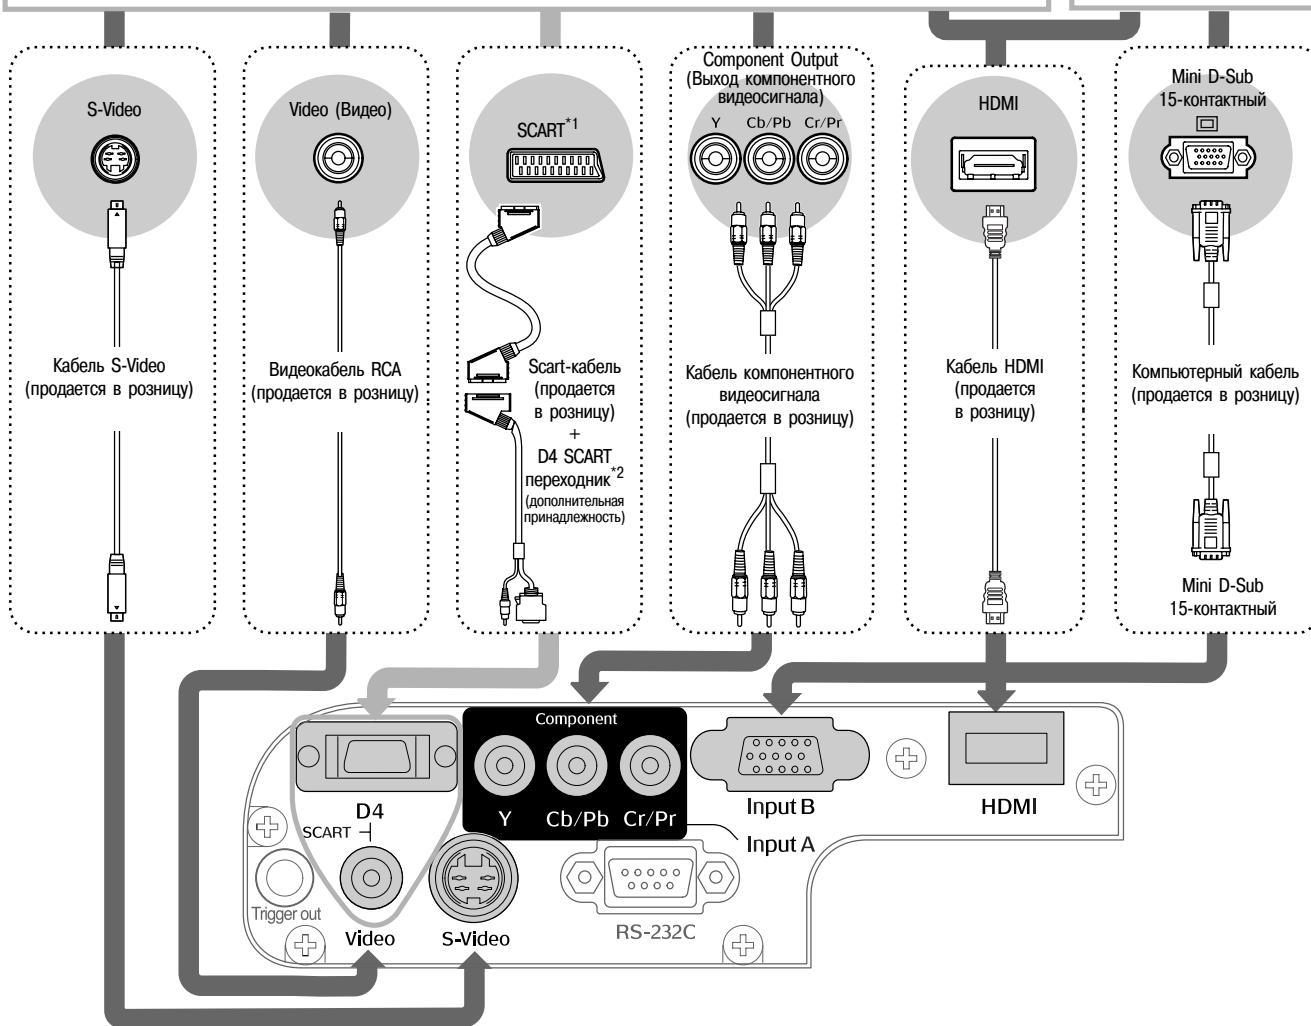 S-Video
Video (Видео)
SCART*1
Component Output
(Выход компонентного
видеосигнала)
Y Cb/Pb Cr/Pr
HDMI
Mini D-Sub
15-контактный
Кабель S-Video
(продается в розницу)
Видеокабель RCA
(продается в розницу)
Scart-кабель
(продается
в розницу)
+
D4 SCART
переходник*2
(дополнительная
принадлежность)
Кабель компонентного
видеосигнала
(продается в розницу)
Кабель HDMI
(продается
в розницу)
Компьютерный кабель
(продается в розницу)
Mini D-Sub
15-контактный
Component
Y Cb/Pb Cr/Pr
Input A
Input B
HDMI
D4
SCART
Trigger out
Video
S-Video
RS-232C